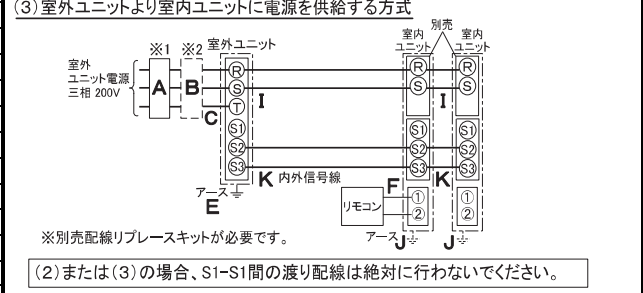 (3)室外ユニットより室内ユニットに電源を供給する方式
別売
※1 ※2 室外ユニット 室内ユニット 室内ユニット
室外
ユニット電源
三相 200V
A B C
R
S
T
S1
S2
S3
I
R
S
S1
S2
S3
I
R
S
S1
S2
S3
K 内外信号線
K
アース
E
F
リモコン
①
②
①
②
アース J J
※別売配線リプレースキットが必要です。
(2)または(3)の場合、S1-S1間の渡り配線は絶対に行わないでください。